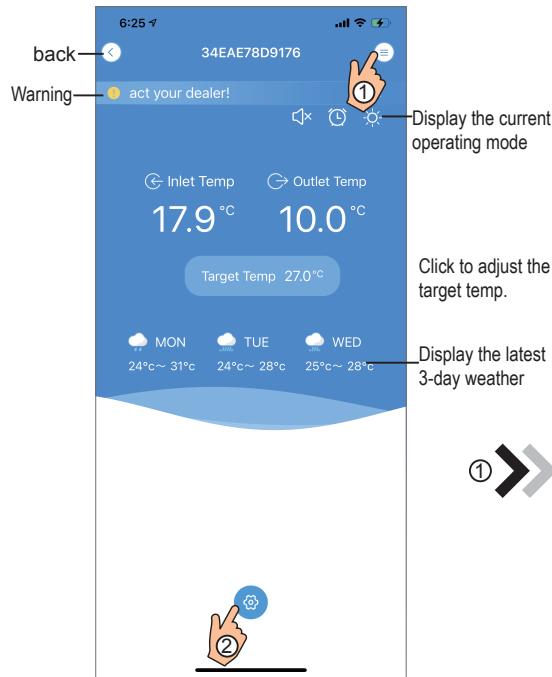 6:25
back
34EAE78D9176
Warning
act your dealer!
①
Display the current
operating mode
Inlet Temp
Outlet Temp
17.9°C
10.0°C
Target Temp 27.0°C
Click to adjust the
target temp.
MON
TUE
WED
24°c~ 31°c
24°c~ 28°c
25°c~ 28°c
Display the latest
3-day weather
①
②